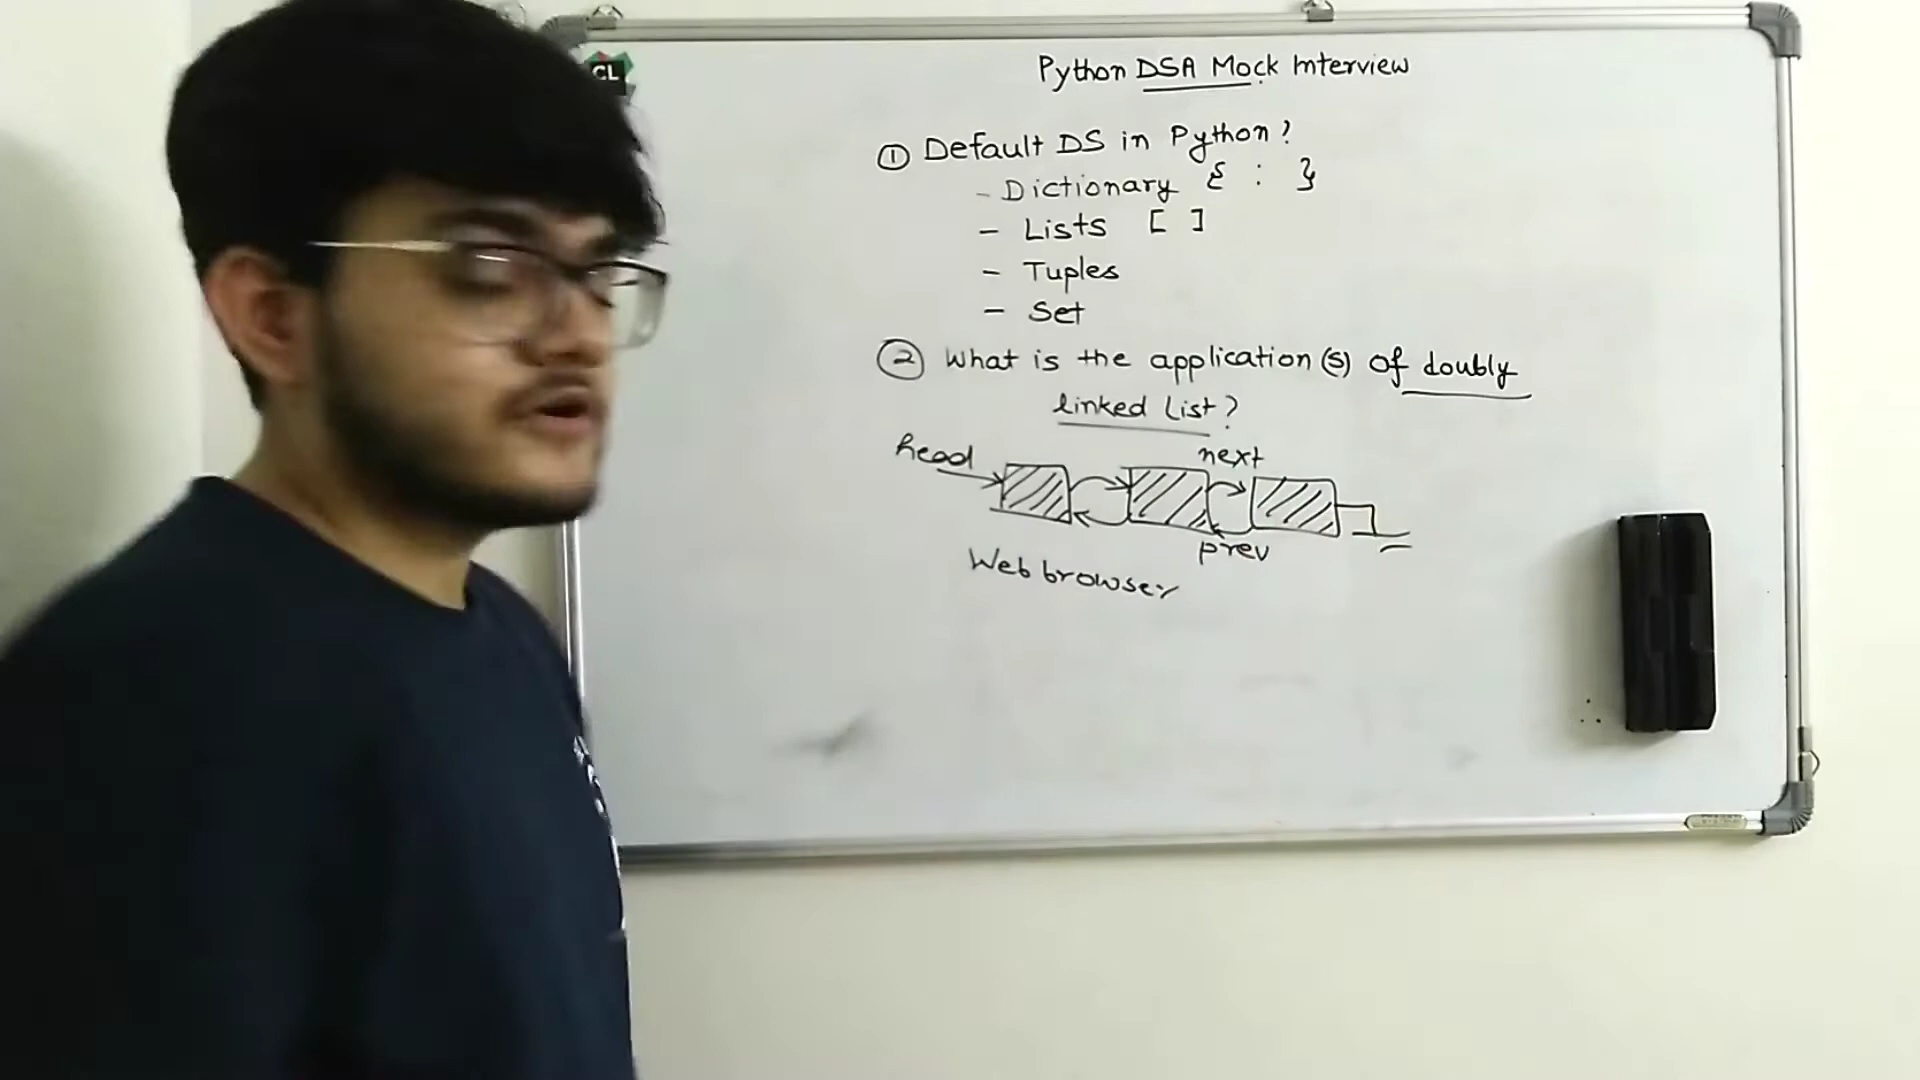 CL
Python DSA Mock Interview
① Default DS in Python?
- Dictionary { : }
- Lists [ ]
- Tuples
- Set
② What is the application(s) of doubly
linked list?
head
next
prev
Web browser